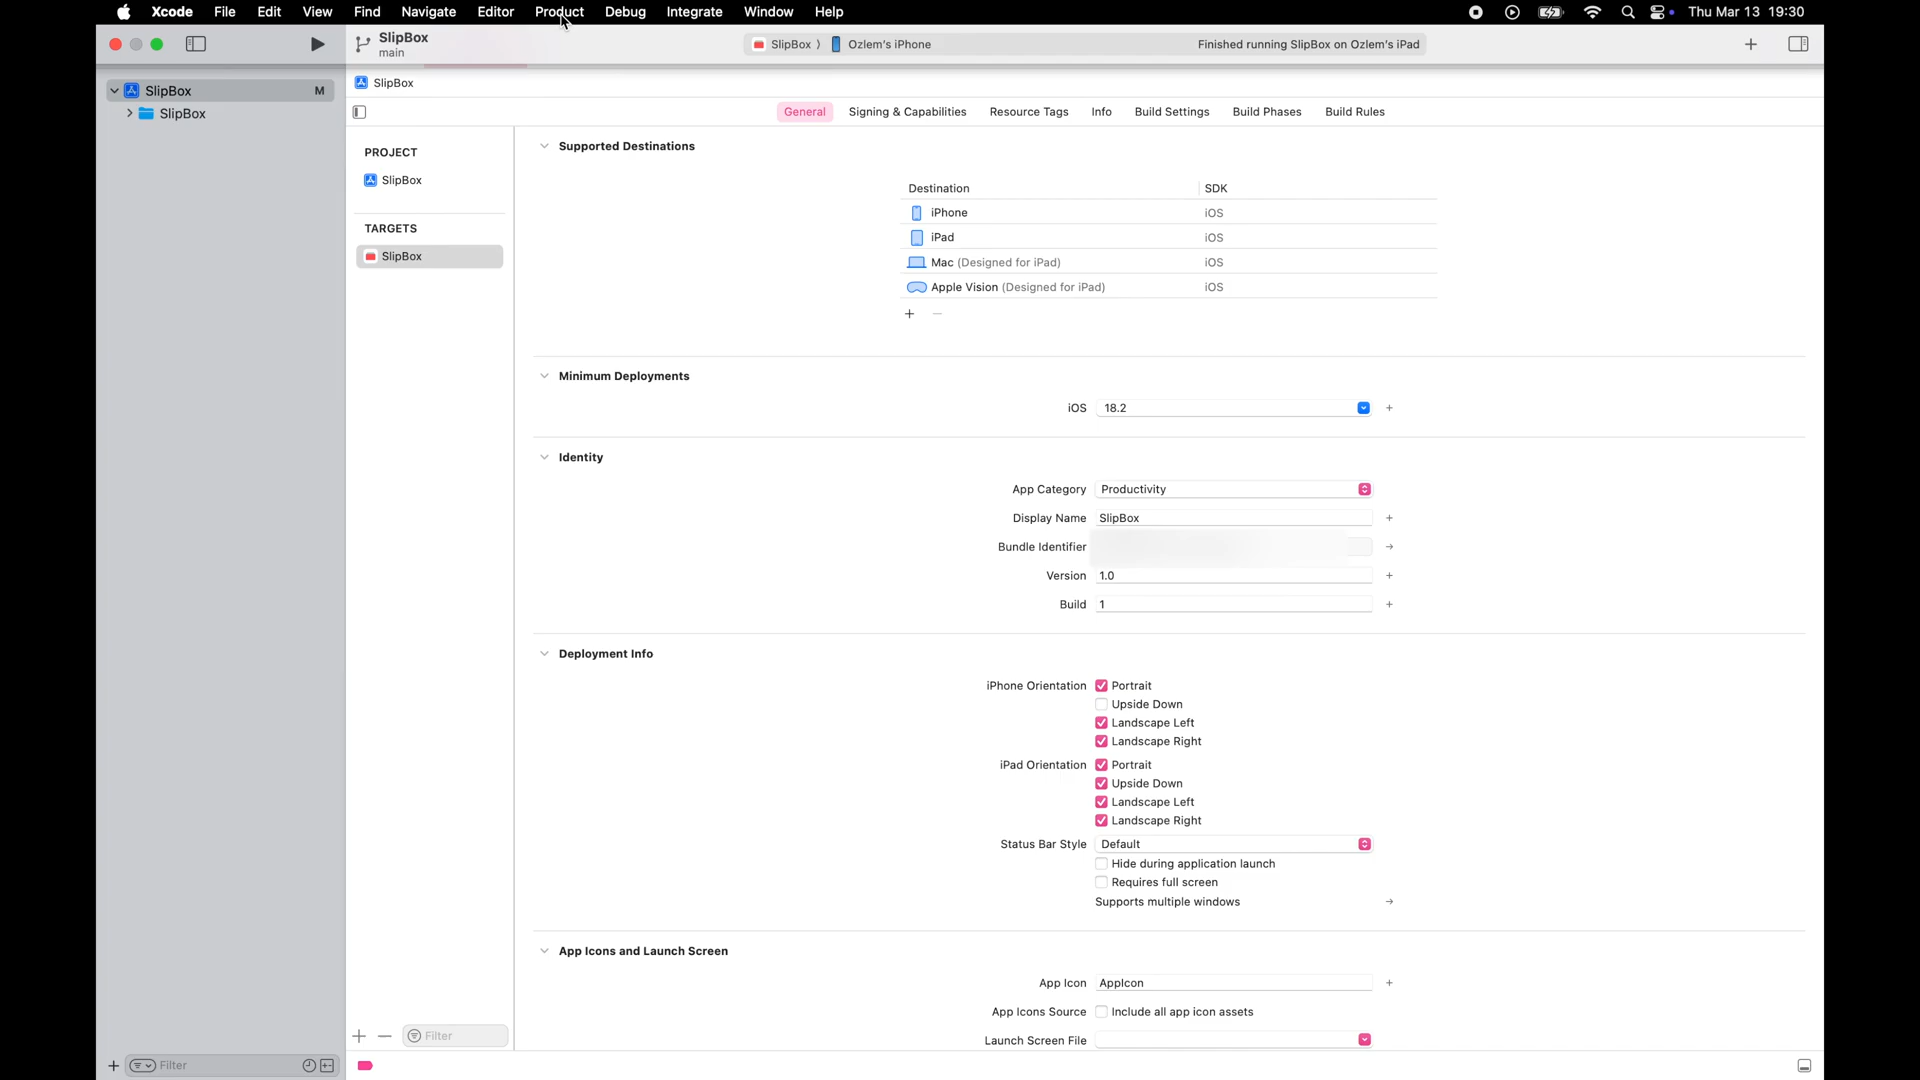 Xcode File Edit View Find Navigate Editor Product Debug Integrate Window Help Thu Mar 13 19:30
SlipBox
main
SlipBox Ozlem's iPhone Finished running SlipBox on Ozlem's iPad
SlipBox M
SlipBox
SlipBox
General Signing & Capabilities Resource Tags Info Build Settings Build Phases Build Rules
PROJECT
SlipBox
TARGETS
SlipBox
Supported Destinations
Destination SDK
iPhone iOS
iPad iOS
Mac (Designed for iPad) iOS
Apple Vision (Designed for iPad) iOS
Minimum Deployments
iOS 18.2
Identity
App Category Productivity
Display Name SlipBox
Bundle Identifier
Version 1.0
Build 1
Deployment Info
iPhone Orientation Portrait
Upside Down
Landscape Left
Landscape Right
iPad Orientation Portrait
Upside Down
Landscape Left
Landscape Right
Status Bar Style Default
Hide during application launch
Requires full screen
Supports multiple windows
App Icons and Launch Screen
App Icon AppIcon
App Icons Source Include all app icon assets
Launch Screen File
Filter
Filter